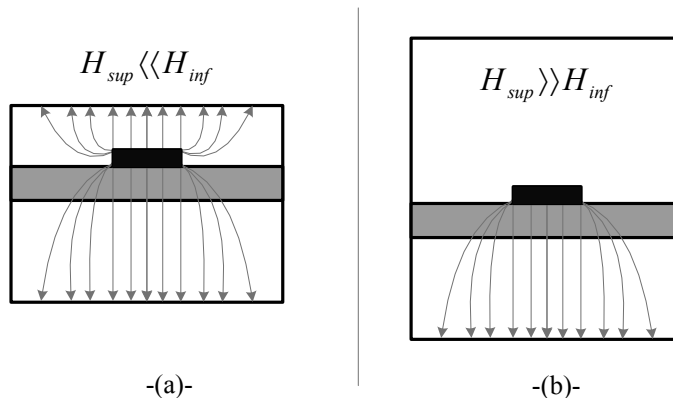 H_sup ⟨⟨ H_inf
H_sup ⟩⟩ H_inf
-(a)-
-(b)-